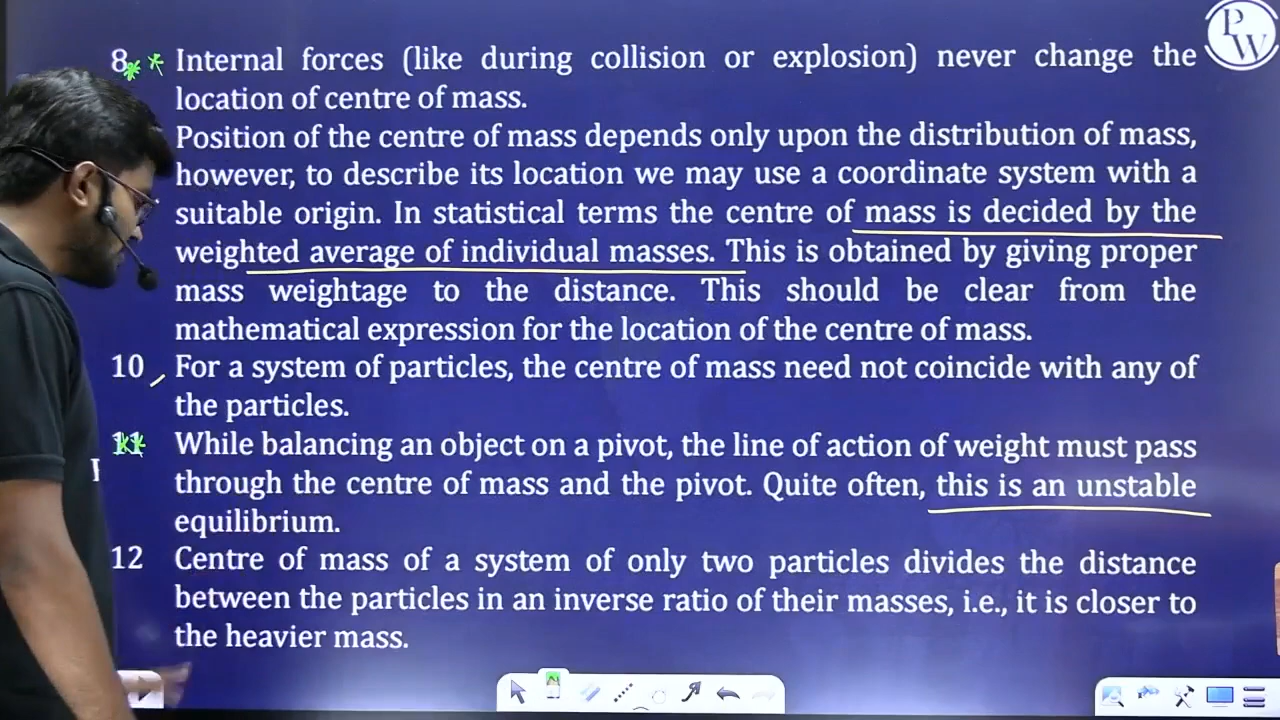 PW
8 Internal forces (like during collision or explosion) never change the
location of centre of mass.
Position of the centre of mass depends only upon the distribution of mass,
however, to describe its location we may use a coordinate system with a
suitable origin. In statistical terms the centre of mass is decided by the
weighted average of individual masses. This is obtained by giving proper
mass weightage to the distance. This should be clear from the
mathematical expression for the location of the centre of mass.
10 For a system of particles, the centre of mass need not coincide with any of
the particles.
11 While balancing an object on a pivot, the line of action of weight must pass
through the centre of mass and the pivot. Quite often, this is an unstable
equilibrium.
12 Centre of mass of a system of only two particles divides the distance
between the particles in an inverse ratio of their masses, i.e., it is closer to
the heavier mass.